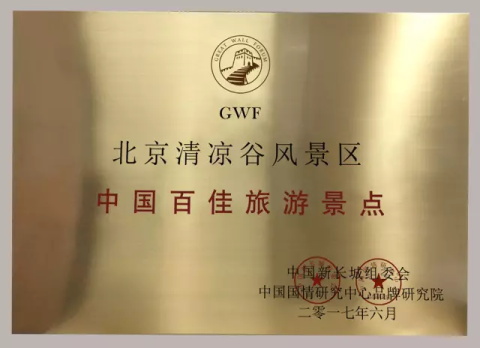 GREAT WALL FORUM
GWF
北京清凉谷风景区
中国百佳旅游景点
中国新长城组委会
中国国情研究中心品牌研究院
二零一七年六月